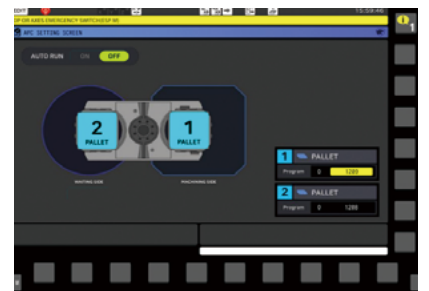 EDIT
15:59:46
OP OR AXES EMERGENCY SWITCH(ESP W)
1
APC SETTING SCREEN
AUTO RUN ON OFF
2
PALLET
1
PALLET
WAITING SIDE
MACHINING SIDE
1 PALLET
Program 0 1289
2 PALLET
Program 0 1288